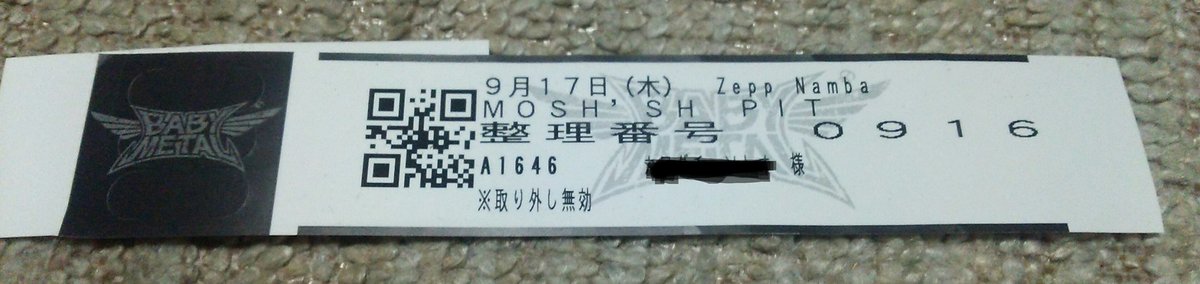 BABY
METAL
9月17日(木) Zepp Namba
MOSH'SH PIT
整理番号 0916
A1646 様
※取り外し無効